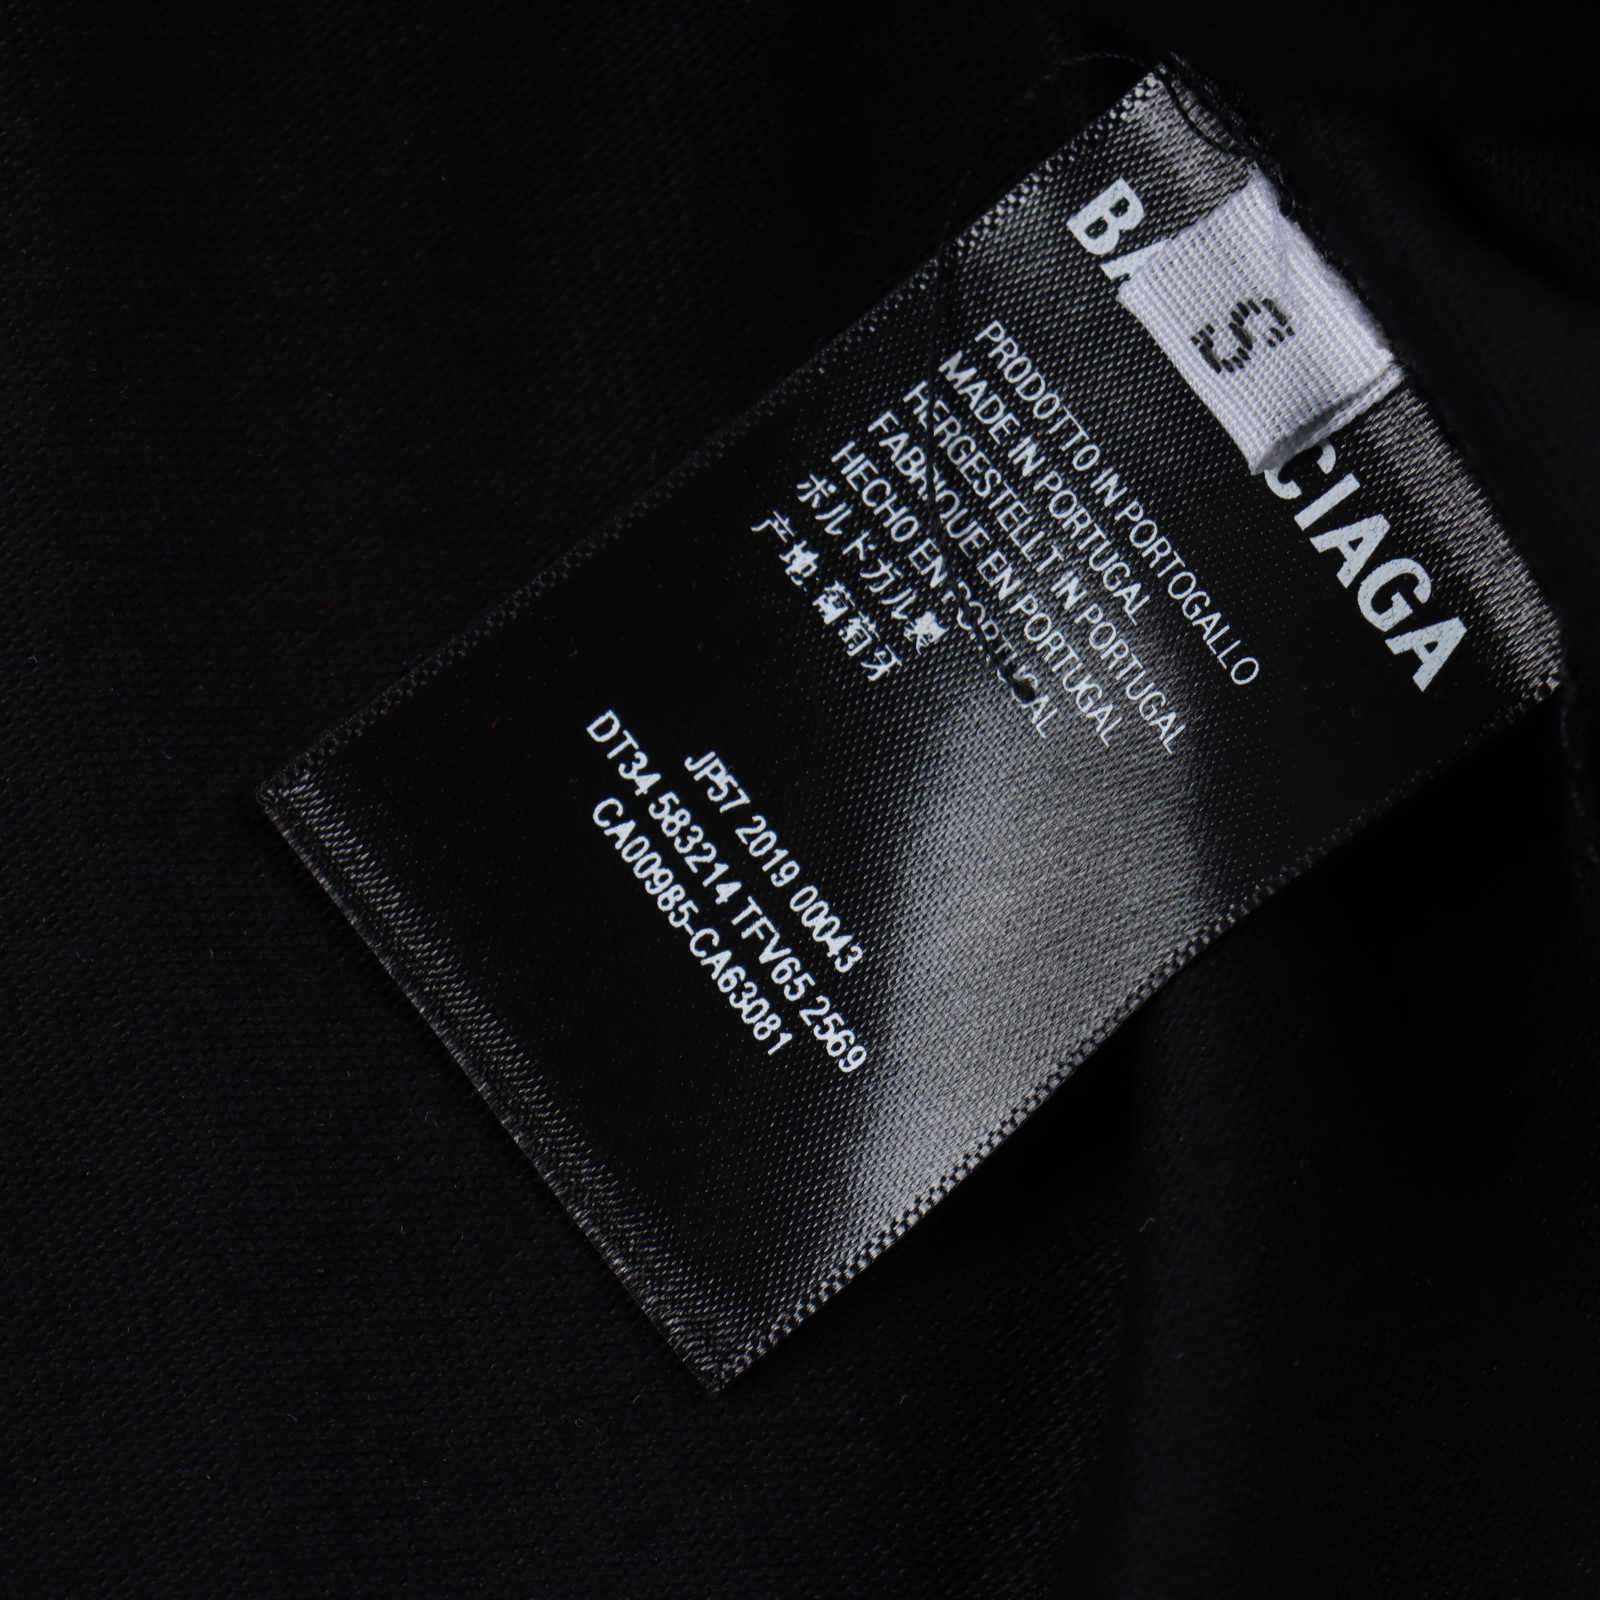 BA CIAGA
S
PRODOTTO IN PORTOGALLO
MADE IN PORTUGAL
HERGESTELLT IN PORTUGAL
FABRIQUE EN PORTUGAL
HECHO EN PORTUGAL
ポルトガル製
产地 葡萄牙
JP57 2019 00043
DT34 583214 TFV65 2569
CA00985-CA63081